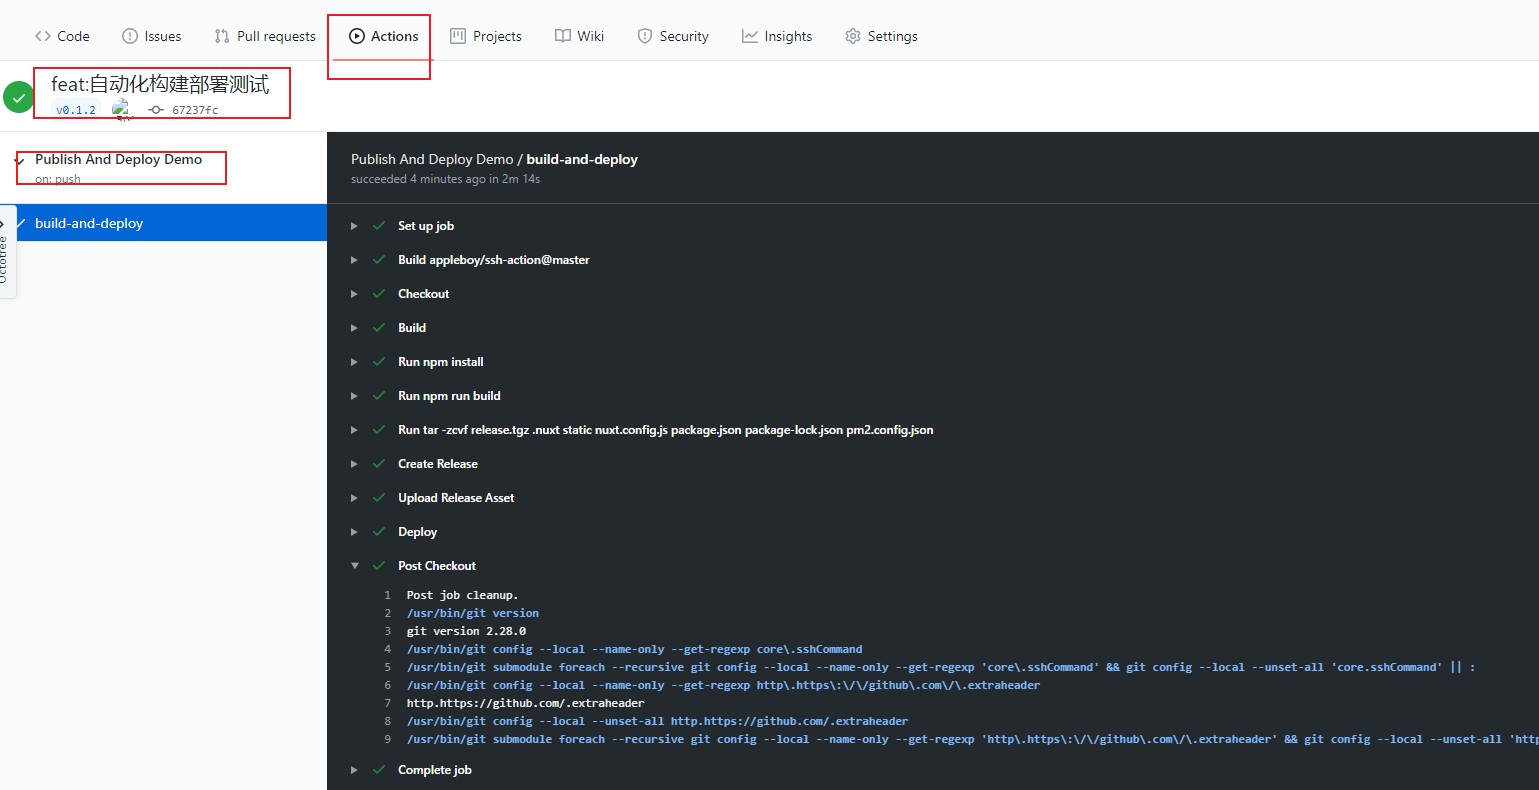 Code Issues Pull requests Actions Projects Wiki Security Insights Settings
feat:自动化构建部署测试
v0.1.2 67237fc
Publish And Deploy Demo
on: push
build-and-deploy
Octotree
Publish And Deploy Demo / build-and-deploy
succeeded 4 minutes ago in 2m 14s
Set up job
Build appleboy/ssh-action@master
Checkout
Build
Run npm install
Run npm run build
Run tar -zcvf release.tgz .nuxt static nuxt.config.js package.json package-lock.json pm2.config.json
Create Release
Upload Release Asset
Deploy
Post Checkout
1 Post job cleanup.
2 /usr/bin/git version
3 git version 2.28.0
4 /usr/bin/git config --local --name-only --get-regexp core\.sshCommand
5 /usr/bin/git submodule foreach --recursive git config --local --name-only --get-regexp 'core\.sshCommand' && git config --local --unset-all 'core.sshCommand' || :
6 /usr/bin/git config --local --name-only --get-regexp http\.https\:\/\/github\.com\/\.extraheader
7 http.https://github.com/.extraheader
8 /usr/bin/git config --local --unset-all http.https://github.com/.extraheader
9 /usr/bin/git submodule foreach --recursive git config --local --name-only --get-regexp 'http\.https\:\/\/github\.com\/\.extraheader' && git config --local --unset-all 'http
Complete job